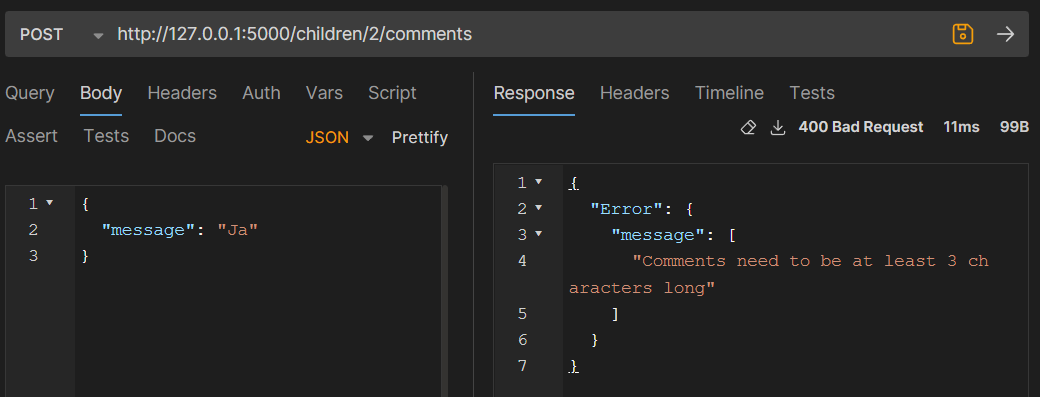 POST http://127.0.0.1:5000/children/2/comments
Query Body Headers Auth Vars Script
Assert Tests Docs JSON Prettify
1 {
2 "message": "Ja"
3 }
Response Headers Timeline Tests
400 Bad Request 11ms 99B
1 {
2 "Error": {
3 "message": [
4 "Comments need to be at least 3 ch
aracters long"
5 ]
6 }
7 }